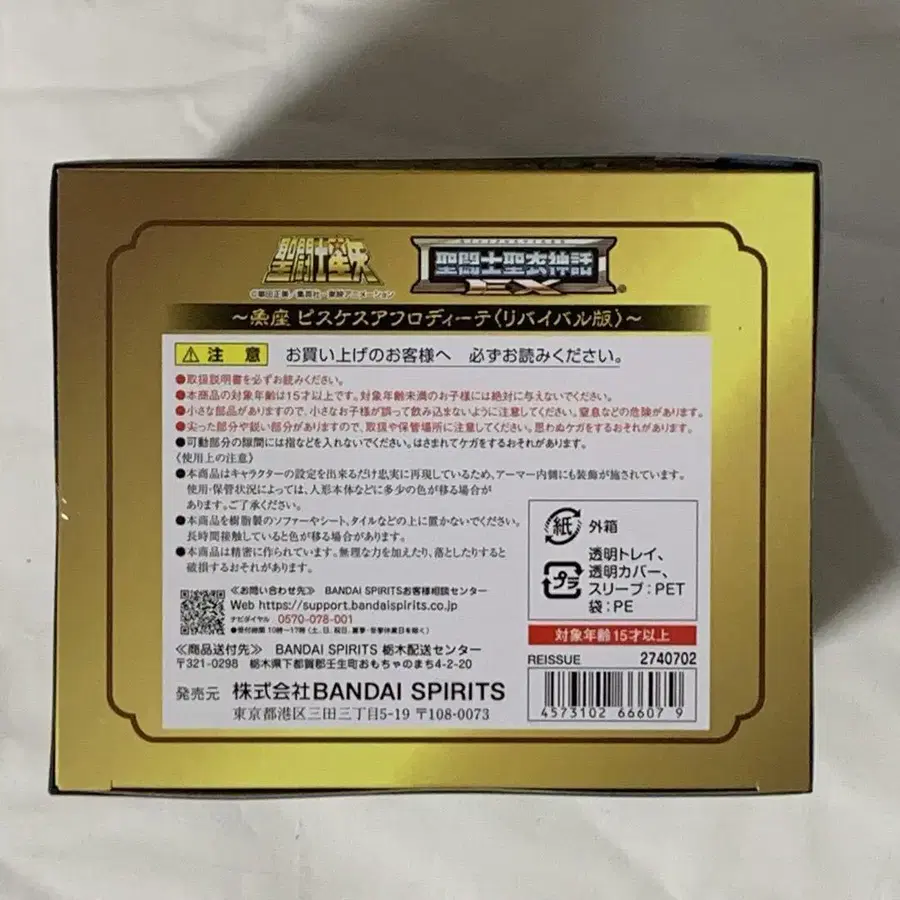 聖闘士星矢
聖闘士聖衣神話
EX
©車田正美/集英社・東映アニメーション
～魚座 ピスケスアフロディーテ〈リバイバル版〉～
注意 お買い上げのお客様へ 必ずお読みください。
●取扱説明書を必ずお読みください。
●本商品の対象年齢は15才以上です。対象年齢未満のお子様には絶対に与えないでください。
●小さな部品がありますので、小さなお子様が誤って飲み込まないように注意してください。窒息などの危険があります。
●尖った部分や鋭い部分がありますので、取扱や保管場所に注意してください。思わぬケガをするおそれがあります。
●可動部分の隙間には指などを入れないでください。はさまれてケガをするおそれがあります。
〈使用上の注意〉
●本商品はキャラクターの設定を出来るだけ忠実に再現しているため、アーマー内側にも装飾が施されています。
使用・保管状況によっては、人形本体などに多少の色が移る場合が
あります。ご了承ください。
●本商品を樹脂製のソファーやシート、タイルなどの上に置かないでください。
長時間接触していると色が移る場合があります。
●本商品は精密に作られています。無理な力を加えたり、落としたりすると
破損するおそれがあります。
紙 外箱
プラ 透明トレイ、
透明カバー、
スリーブ：PET
袋：PE
≪お問い合わせ先≫ BANDAI SPIRITSお客様相談センター
Web https://support.bandaispirits.co.jp
ナビダイヤル 0570-078-001
●受付時間 10時〜17時（土、日、祝日、夏季・冬季休業日を除く）
≪商品送付先≫ BANDAI SPIRITS 栃木配送センター
〒321-0298 栃木県下都賀郡壬生町おもちゃのまち4-2-20
発売元 株式会社BANDAI SPIRITS
東京都港区三田三丁目5-19 〒108-0073
対象年齢15才以上
REISSUE 2740702
4573102 66607 9